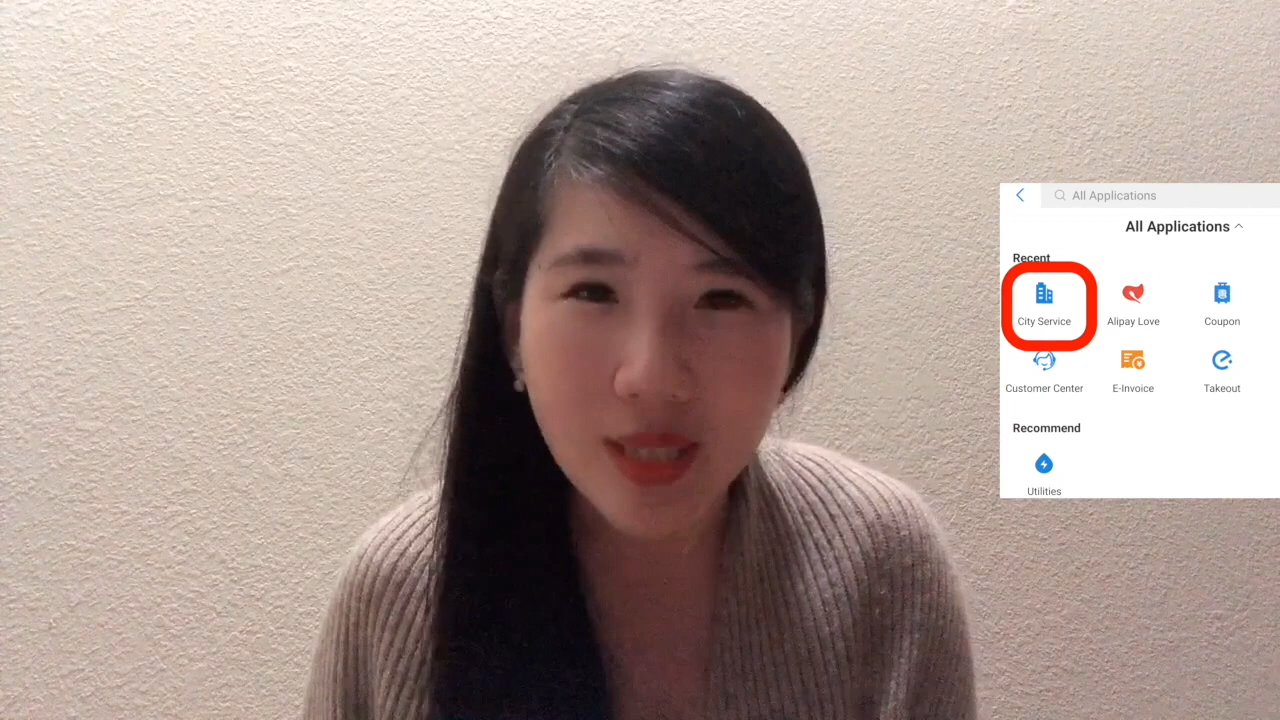 All Applications
All Applications
Recent
City Service
Alipay Love
Coupon
Customer Center
E-Invoice
Takeout
Recommend
Utilities